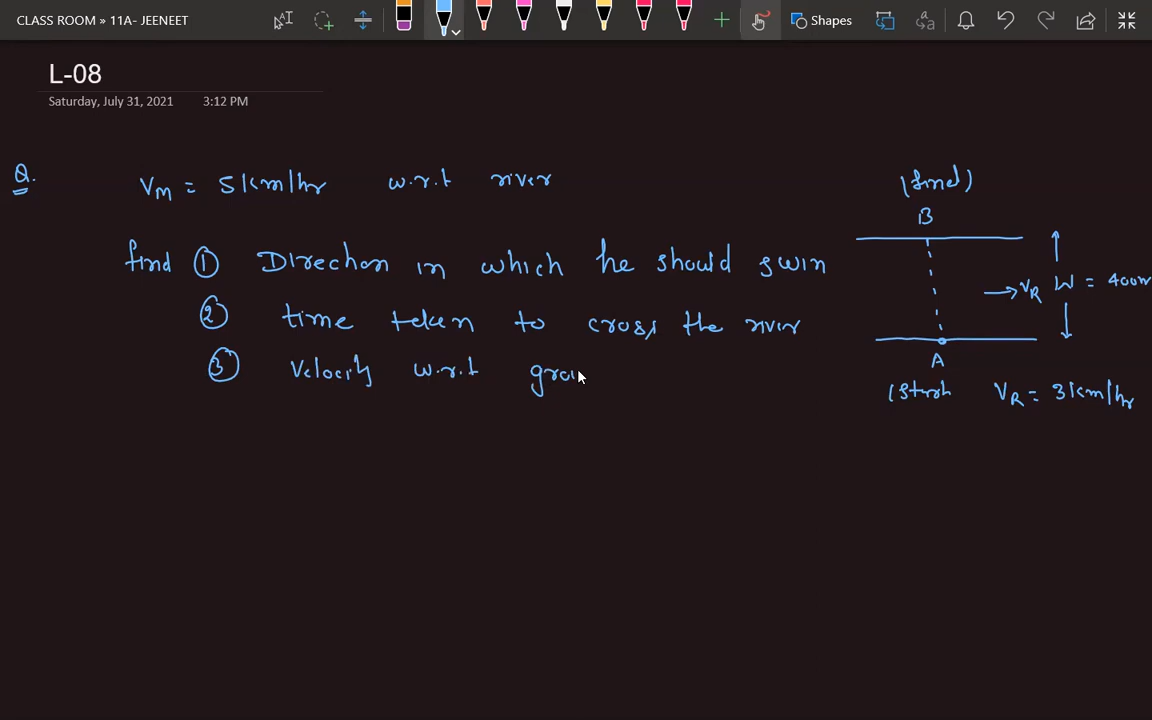 CLASS ROOM » 11A- JEENEET
Shapes
L-08
Saturday, July 31, 2021 3:12 PM
Q. VM = 5km/hr w.r.t river
find ① Direction in which he should swin
② time taken to cross the river
③ Velocity w.r.t grou
(final)
B
→VR W = 400m
A
(Start VR = 3km/hr